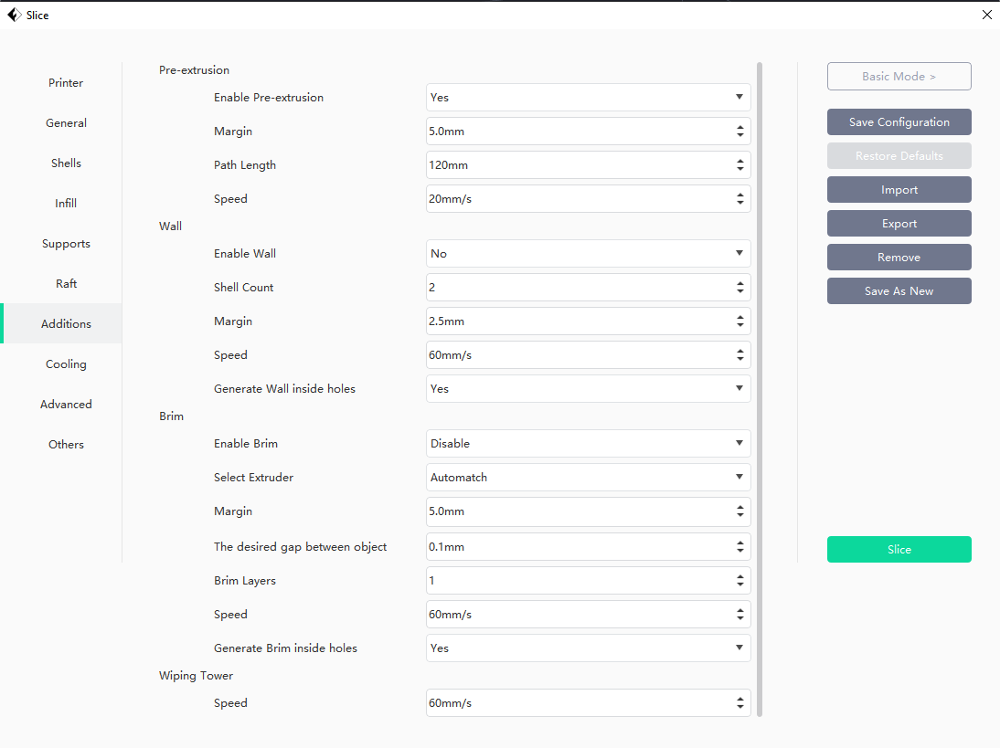 Slice
Printer
General
Shells
Infill
Supports
Raft
Additions
Cooling
Advanced
Others
Pre-extrusion
Enable Pre-extrusion Yes
Margin 5.0mm
Path Length 120mm
Speed 20mm/s
Wall
Enable Wall No
Shell Count 2
Margin 2.5mm
Speed 60mm/s
Generate Wall inside holes Yes
Brim
Enable Brim Disable
Select Extruder Automatch
Margin 5.0mm
The desired gap between object 0.1mm
Brim Layers 1
Speed 60mm/s
Generate Brim inside holes Yes
Wiping Tower
Speed 60mm/s
Basic Mode >
Save Configuration
Restore Defaults
Import
Export
Remove
Save As New
Slice